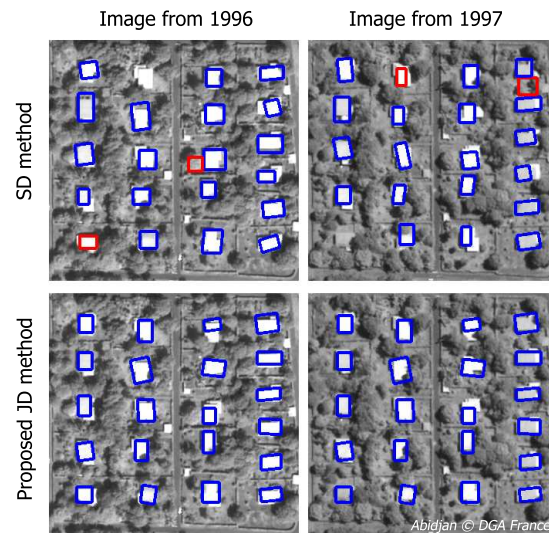 Image from 1996
Image from 1997
SD method
Proposed JD method
Abidjan © DGA France